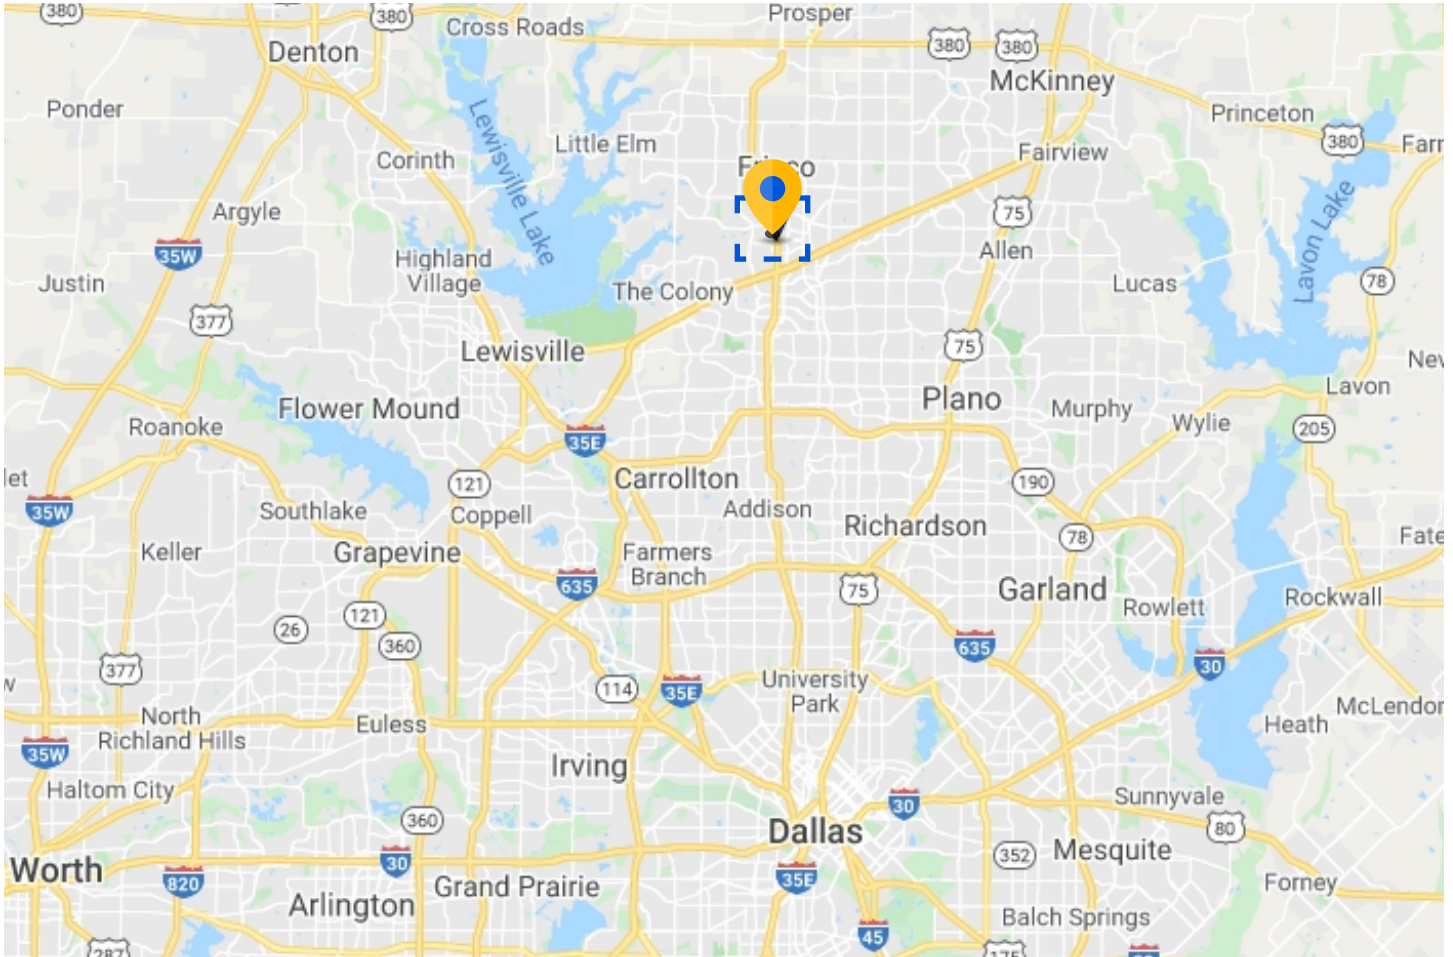 380
380
Cross Roads
Prosper
Denton
380
380
McKinney
Ponder
Princeton
Lewisville Lake
Little Elm
380
Corinth
Fairview
Argyle
75
35W
Allen
Lavon Lake
Highland
Village
Justin
The Colony
Lucas
78
377
Lewisville
75
Lavon
Plano
Flower Mound
Murphy
Wylie
Roanoke
205
35E
Carrollton
121
190
35W
Southlake
Coppell
Addison
Richardson
78
Keller
Grapevine
Farmers
Branch
635
75
Garland
Rowlett
Rockwall
121
26
360
635
30
377
University
Park
114
35E
North
Richland Hills
Euless
Heath
35W
Irving
Haltom City
Sunnyvale
30
360
Dallas
80
352
Mesquite
Worth
30
820
35E
Grand Prairie
Forney
Arlington
Balch Springs
45
287
175